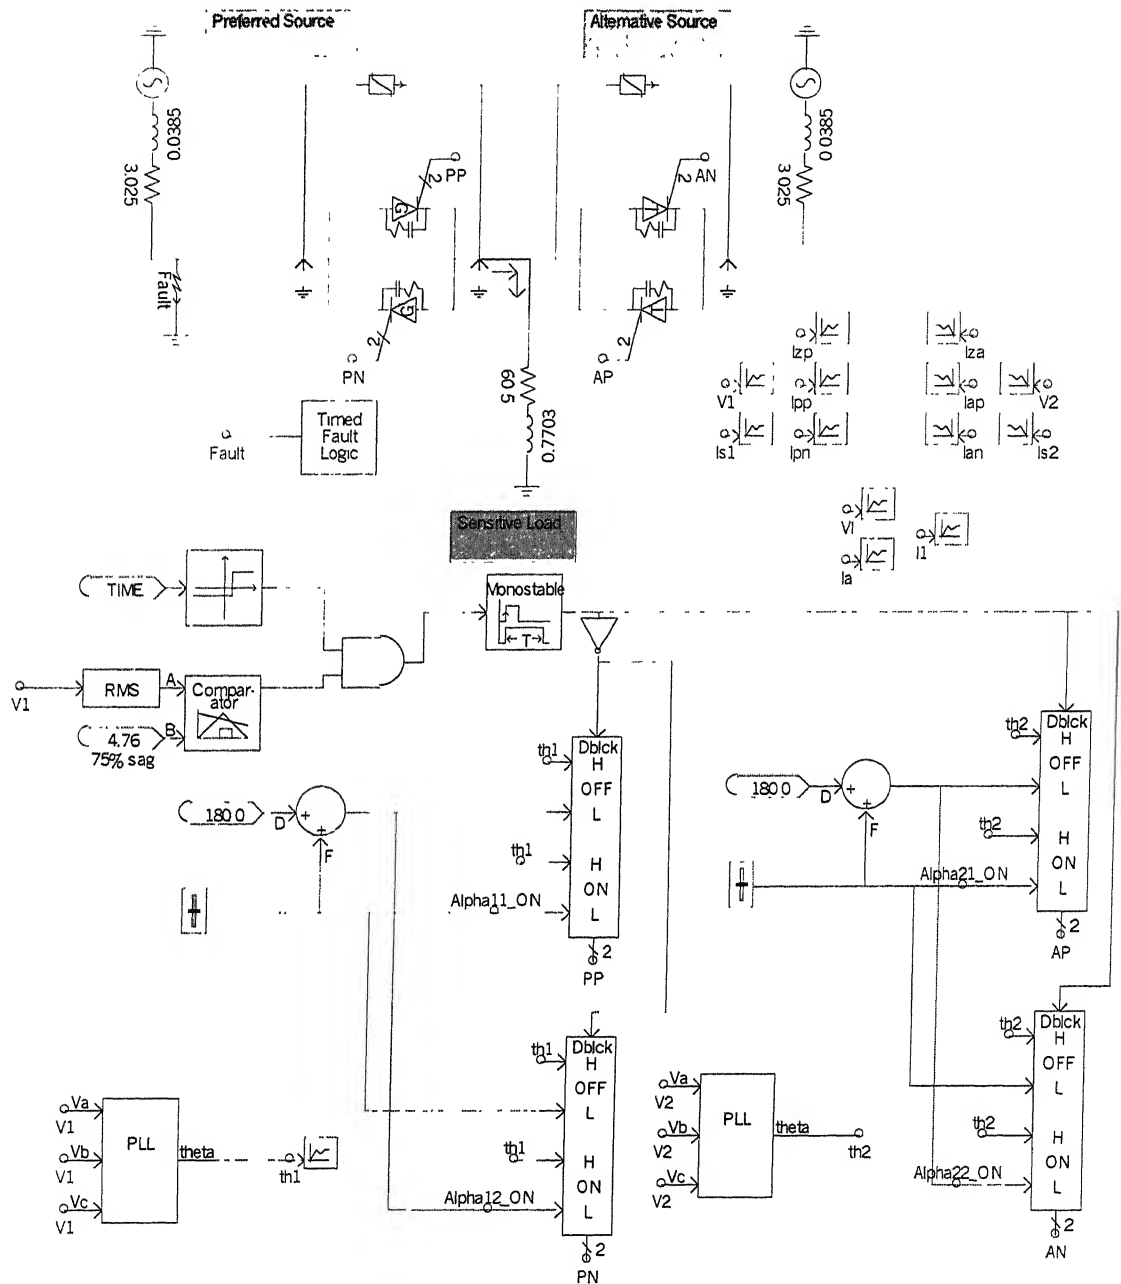 Preferred Source
Alternative Source
0.0385
3.025
0 0385
3.025
2
PP
2
AN
G
T
Fault
G
T
2
PN
2
AP
60 5
0.7703
Izp
Iza
V1
Ipp
Iap
V2
Is1
Ipn
Ian
Is2
Timed
Fault
Logic
Fault
Sensitive Load
Vl
I1
Ia
TIME
Monostable
T
V1
RMS
A
Compar-
ator
B
4.76
75% sag
180 0
D
+
+
F
th1
Dblck
H
OFF
L
th1
H
ON
L
Alpha11_ON
2
PP
180 0
D
+
+
F
th2
Dblck
H
OFF
L
th2
H
ON
L
Alpha21_ON
2
AP
th1
Dblck
H
OFF
L
th1
H
ON
L
Alpha12_ON
2
PN
th2
Dblck
H
OFF
L
th2
H
ON
L
Alpha22_ON
2
AN
Va
V1
Vb
V1
Vc
V1
PLL
theta
th1
Va
V2
Vb
V2
Vc
V2
PLL
theta
th2